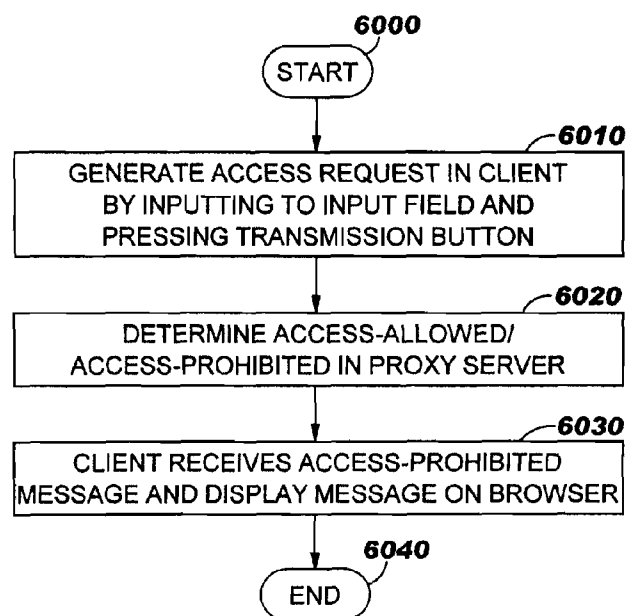 6000
START
6010
GENERATE ACCESS REQUEST IN CLIENT
BY INPUTTING TO INPUT FIELD AND
PRESSING TRANSMISSION BUTTON
6020
DETERMINE ACCESS-ALLOWED/
ACCESS-PROHIBITED IN PROXY SERVER
6030
CLIENT RECEIVES ACCESS-PROHIBITED
MESSAGE AND DISPLAY MESSAGE ON BROWSER
6040
END